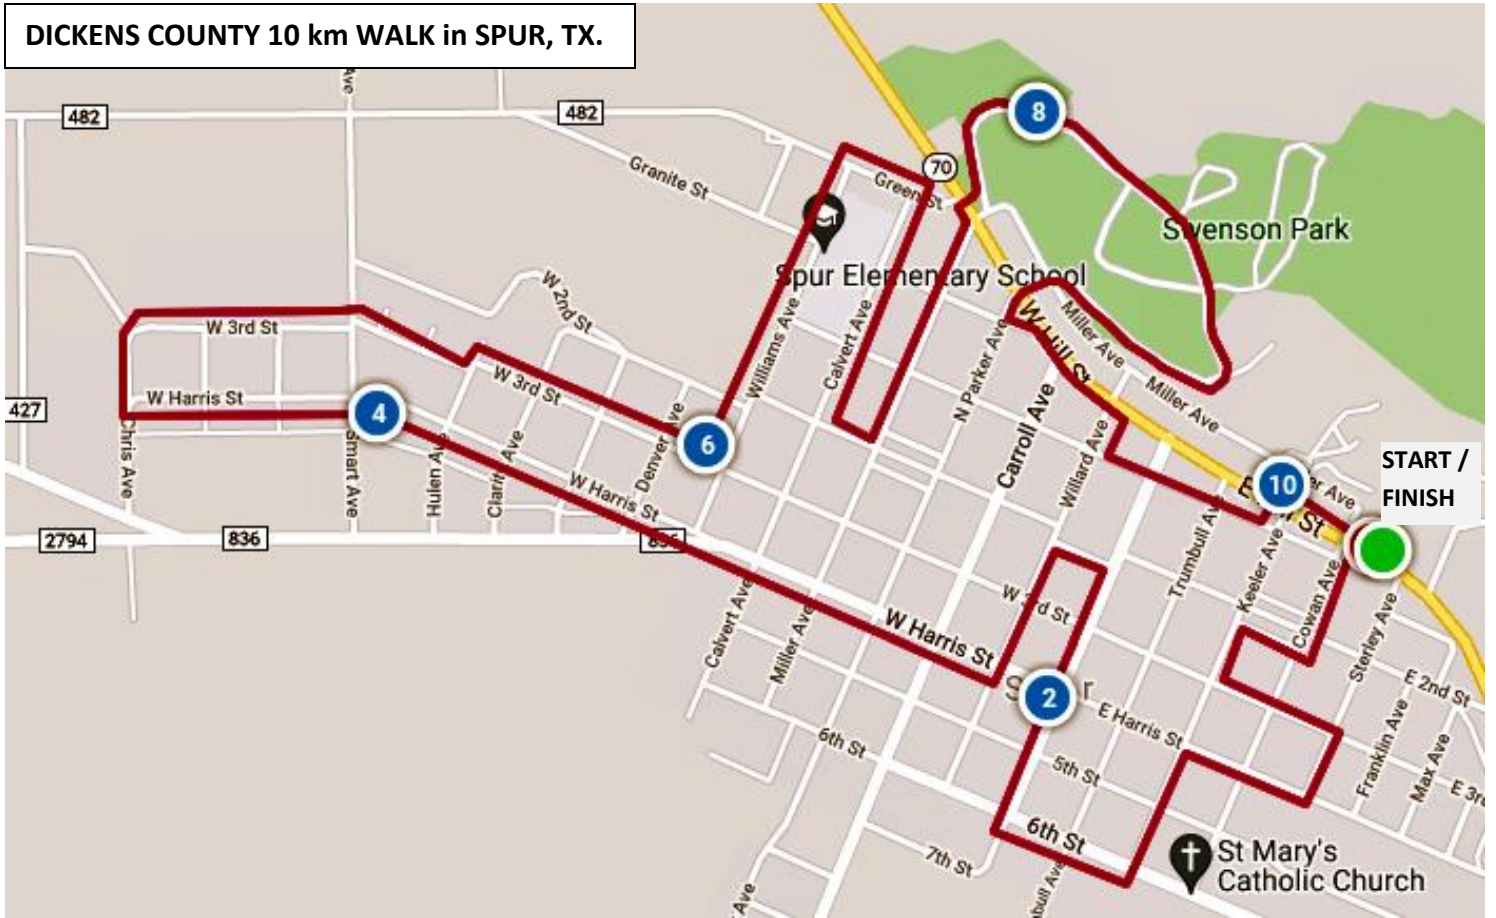 DICKENS COUNTY 10 km WALK in SPUR, TX.
Ave
482
482
Granite St
70
Green St
8
Swenson Park
Spur Elementary School
W 2nd St
W 3rd St
W Harris St
427
4
W 3rd St
Williams Ave
Calvert Ave
N Parker Ave
W Hill St
Miller Ave
Miller Ave
Carroll Ave
Willard Ave
6
Denver Ave
Chris Ave
Smart Ave
Hulen Ave
W Harris St
10
START /
FINISH
2794
836
836
Trumbull Ave
Keeler Ave
Cowan Ave
Sterley Ave
Calvert Ave
Miller Ave
W 3rd St
W Harris St
2
E Harris St
E 2nd St
Franklin Ave
Max Ave
E 3rd
5th St
6th St
6th St
7th St
St Mary's
Catholic Church
Ave